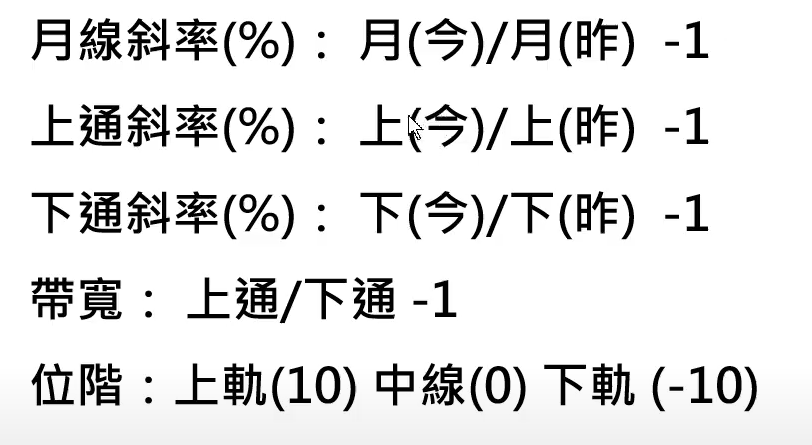 月線斜率(%)： 月(今)/月(昨) -1
上通斜率(%)： 上(今)/上(昨) -1
下通斜率(%)： 下(今)/下(昨) -1
帶寬： 上通/下通 -1
位階：上軌(10) 中線(0) 下軌 (-10)